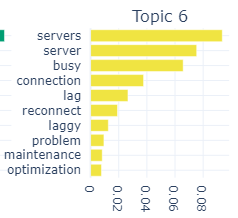 Topic 6
servers
server
busy
connection
lag
reconnect
laggy
problem
maintenance
optimization
0
0.02
0.04
0.06
0.08